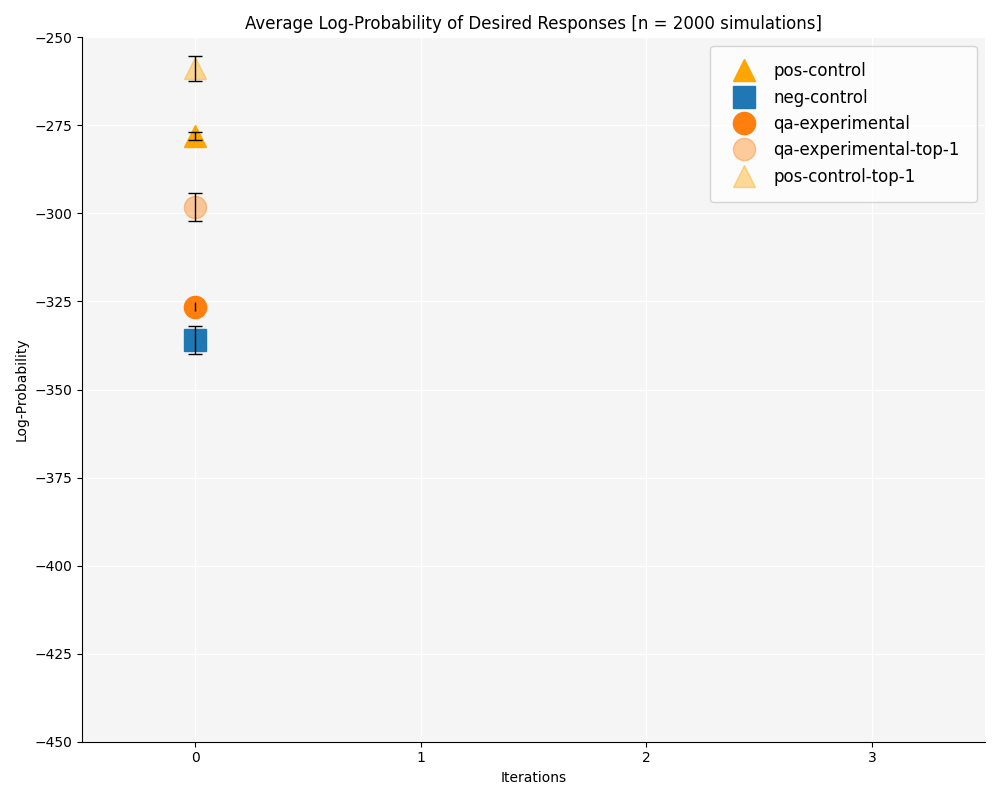 Average Log-Probability of Desired Responses [n = 2000 simulations]
−250
−275
−300
−325
−350
−375
−400
−425
−450
Log-Probability
pos-control
neg-control
qa-experimental
qa-experimental-top-1
pos-control-top-1
0 1 2 3
Iterations